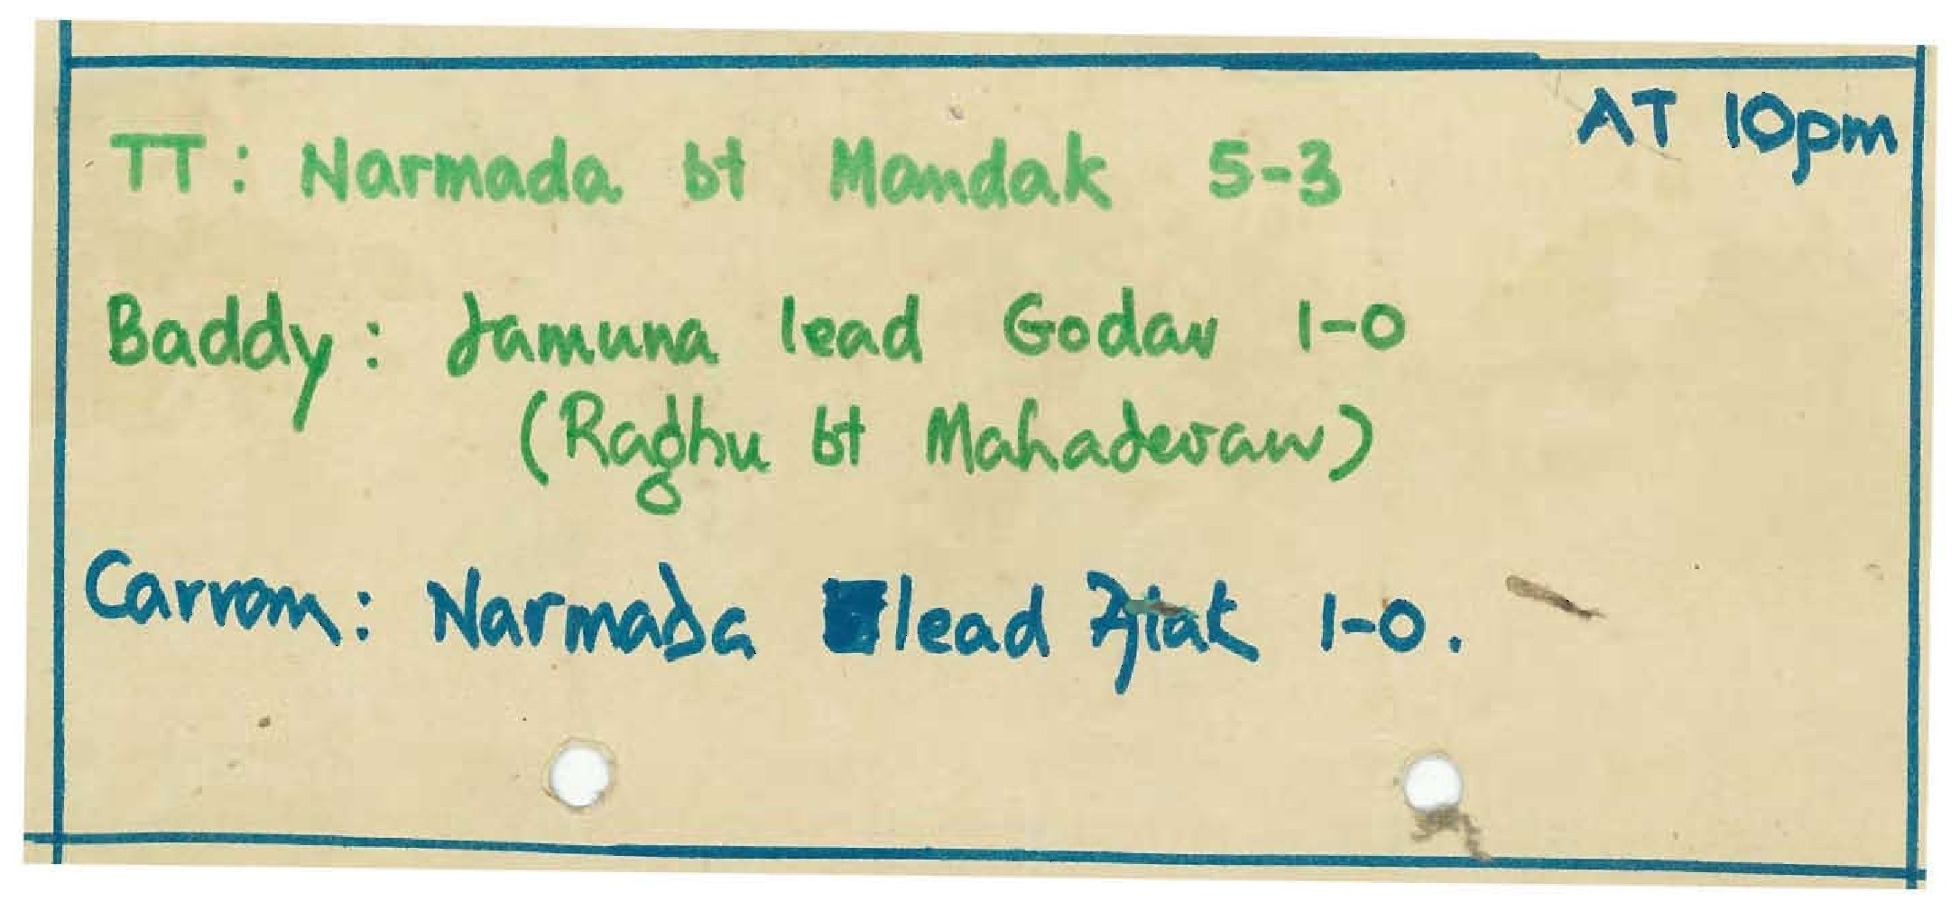 AT 10pm
TT: Narmada bt Mandak 5-3
Baddy: Jamuna lead Godav 1-0
(Raghu bt Mahadevan)
Carrom: Narmada lead 1-0.